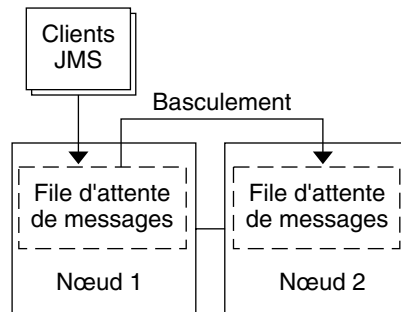 Clients
JMS
Basculement
File d'attente
de messages
File d'attente
de messages
Nœud 1
Nœud 2